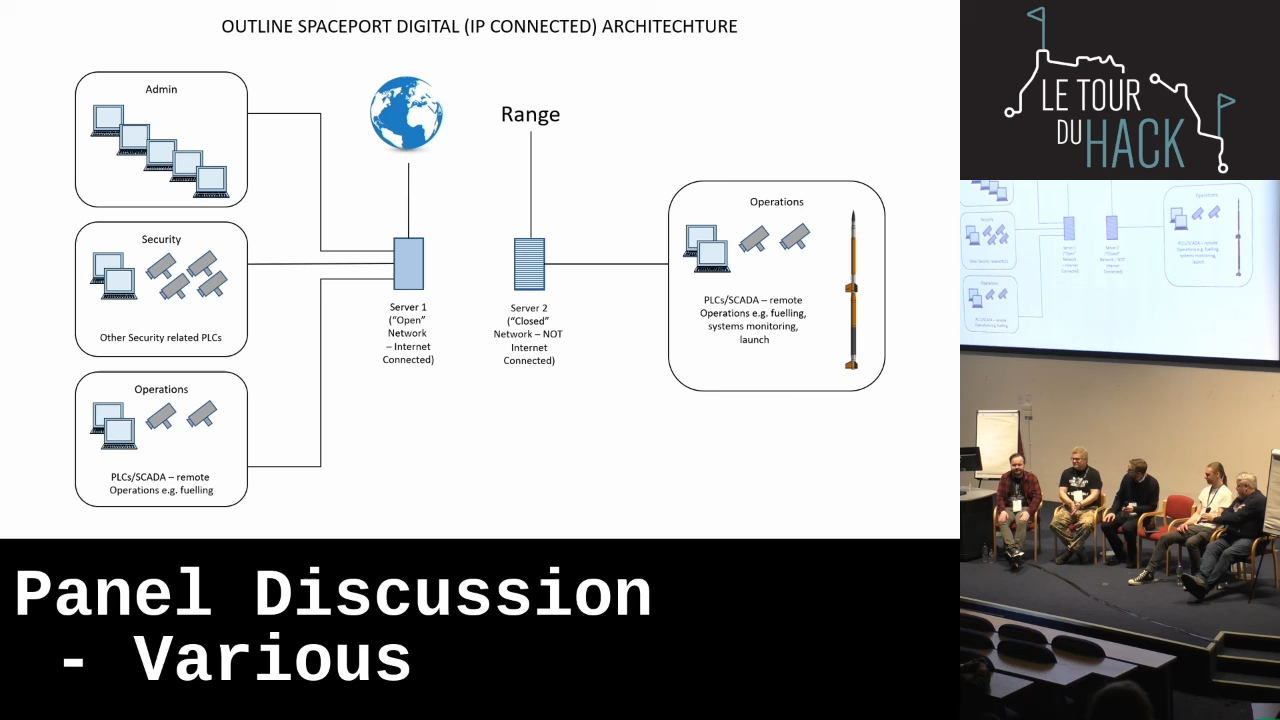 OUTLINE SPACEPORT DIGITAL (IP CONNECTED) ARCHITECHTURE
Admin
Security
Other Security related PLCs
Operations
PLCs/SCADA – remote
Operations e.g. fuelling
Range
Server 1
("Open"
Network
– Internet
Connected)
Server 2
("Closed"
Network – NOT
Internet
Connected)
Operations
PLCs/SCADA – remote
Operations e.g. fuelling,
systems monitoring,
launch
LE TOUR
DU HACK
Panel Discussion
- Various